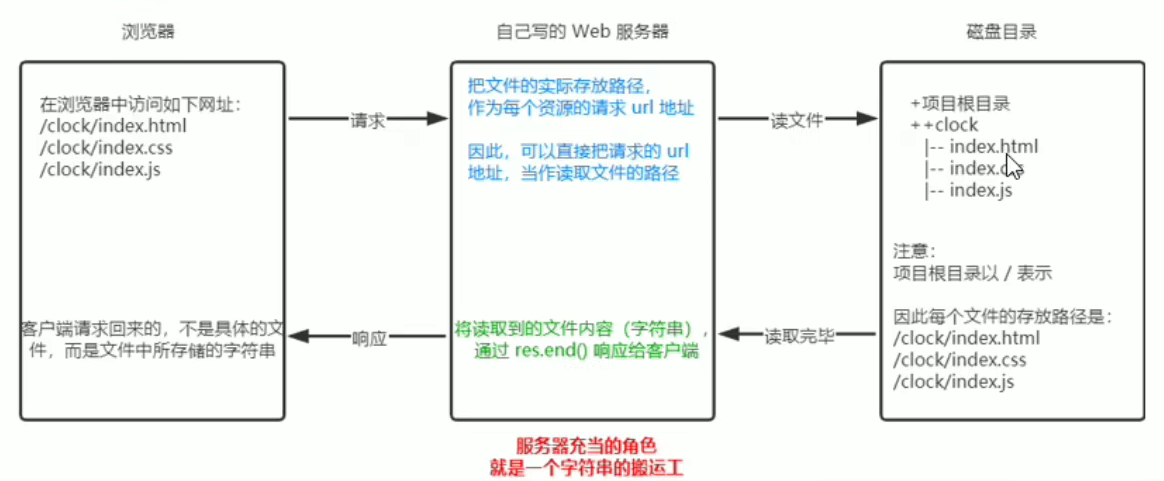 浏览器
自己写的 Web 服务器
磁盘目录
在浏览器中访问如下网址：
/clock/index.html
/clock/index.css
/clock/index.js
请求
把文件的实际存放路径，
作为每个资源的请求 url 地址
因此，可以直接把请求的 url
地址，当作读取文件的路径
读文件
+项目根目录
++clock
|-- index.html
|-- index.css
|-- index.js
注意：
项目根目录以 / 表示
因此每个文件的存放路径是：
/clock/index.html
/clock/index.css
/clock/index.js
读取完毕
将读取到的文件内容（字符串），
通过 res.end() 响应给客户端
响应
客户端请求回来的，不是具体的文
件，而是文件中所存储的字符串
服务器充当的角色
就是一个字符串的搬运工